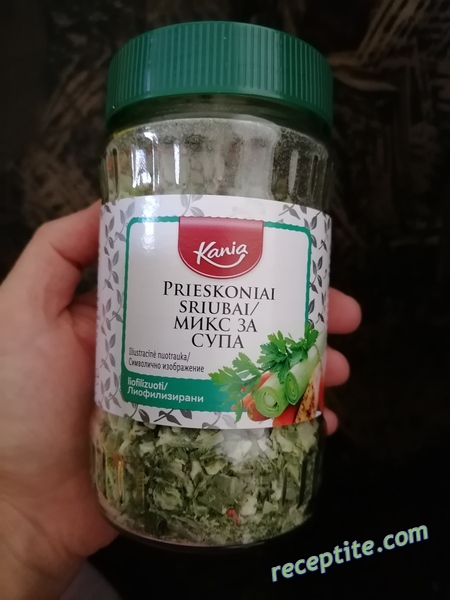 Kania
PRIESKONIAI
SRIUBAI/
МИКС ЗА
СУПА
Iliustracinė nuotrauka/
Символично изображение
liofilizuoti/
Лиофилизирани
receptite.com